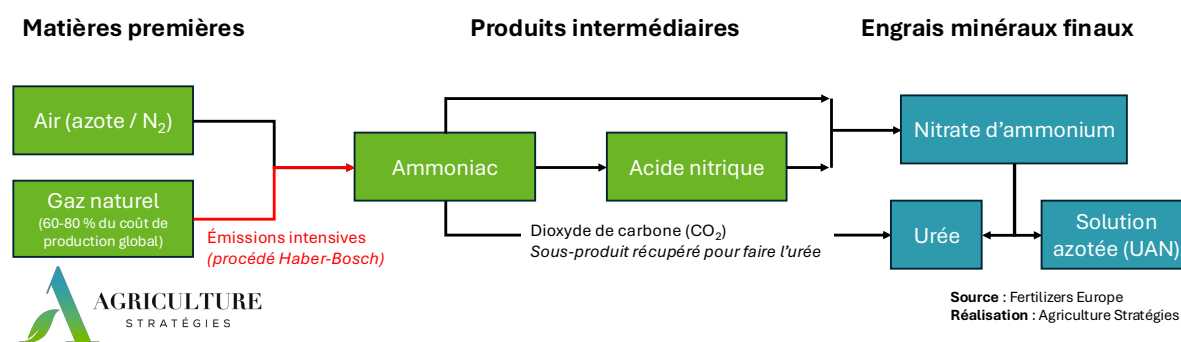 Matières premières
Produits intermédiaires
Engrais minéraux finaux
Air (azote / N₂)
Gaz naturel
(60-80 % du coût de
production global)
Émissions intensives
(procédé Haber-Bosch)
Ammoniac
Acide nitrique
Dioxyde de carbone (CO₂)
Sous-produit récupéré pour faire l’urée
Nitrate d’ammonium
Urée
Solution
azotée (UAN)
AGRICULTURE
STRATÉGIES
Source : Fertilizers Europe
Réalisation : Agriculture Stratégies